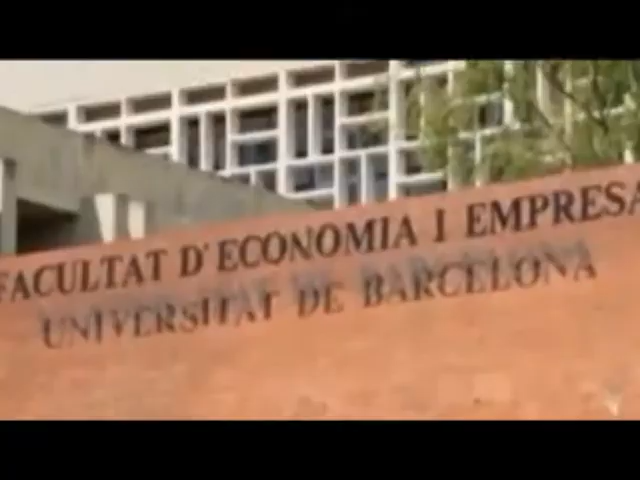 FACULTAT D'ECONOMIA I EMPRESA
UNIVERSITAT DE BARCELONA